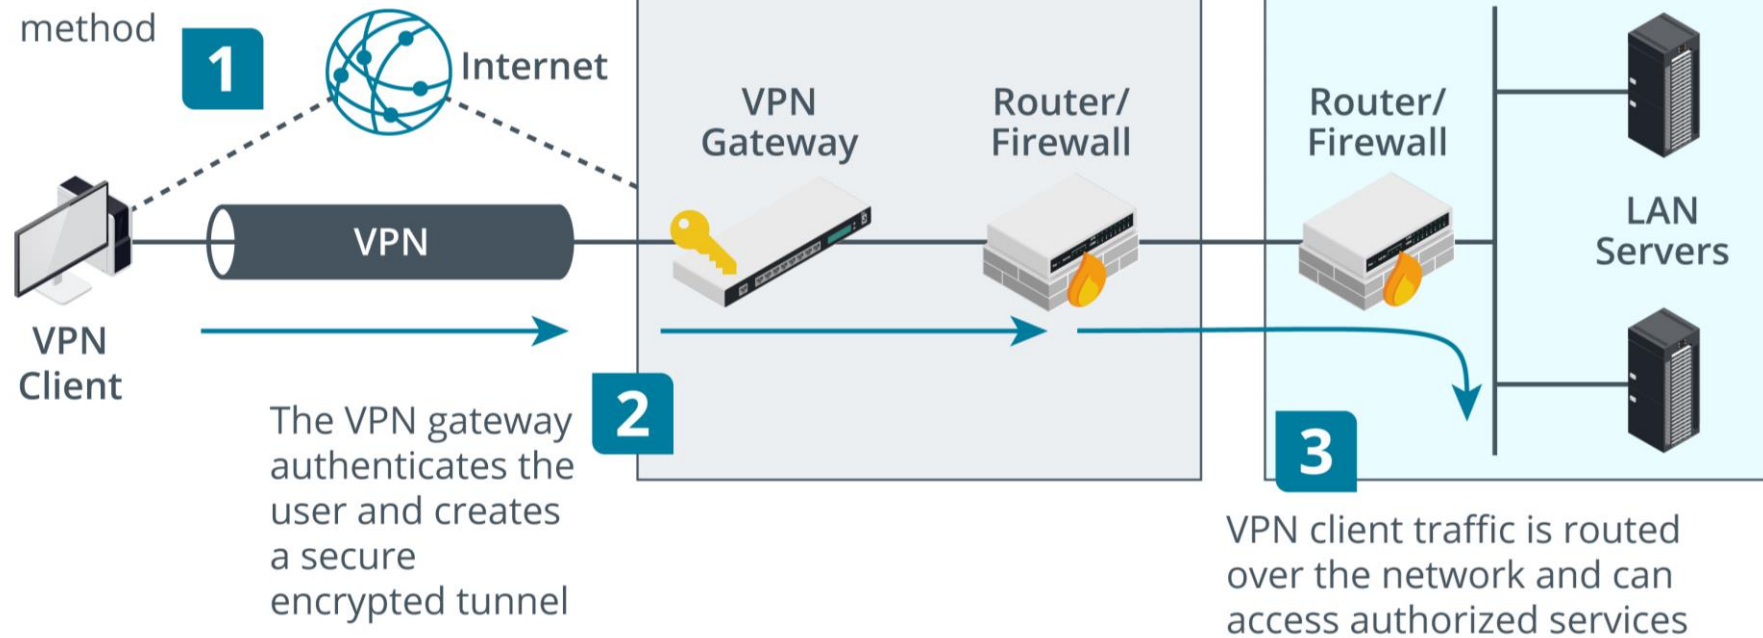 method
1
Internet
VPN
Gateway
Router/
Firewall
Router/
Firewall
LAN
Servers
VPN
VPN
Client
2
The VPN gateway
authenticates the
user and creates
a secure
encrypted tunnel
3
VPN client traffic is routed
over the network and can
access authorized services